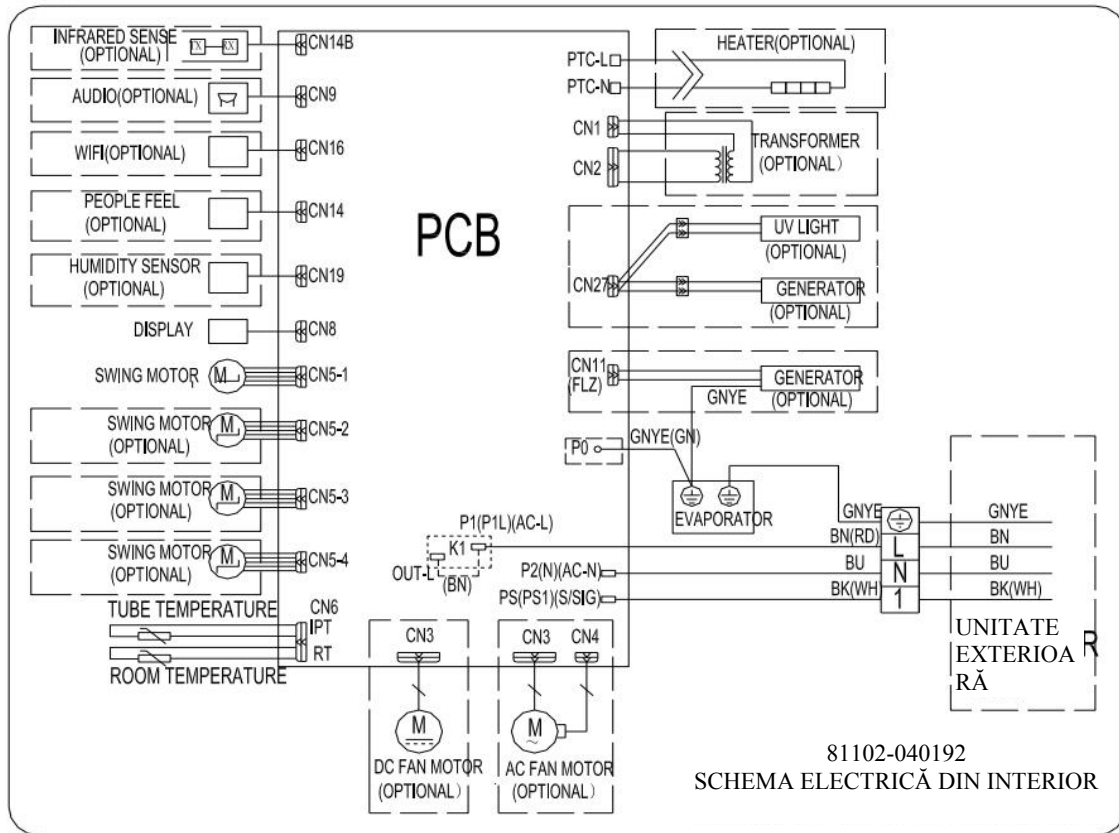 INFRARED SENSE
(OPTIONAL)
TX
RX
CN14B
AUDIO(OPTIONAL)
CN9
WIFI(OPTIONAL)
CN16
PEOPLE FEEL
(OPTIONAL)
CN14
HUMIDITY SENSOR
(OPTIONAL)
CN19
DISPLAY
CN8
SWING MOTOR
M
CN5-1
SWING MOTOR
(OPTIONAL)
M
CN5-2
SWING MOTOR
(OPTIONAL)
M
CN5-3
SWING MOTOR
(OPTIONAL)
M
CN5-4
TUBE TEMPERATURE
CN6
IPT
RT
ROOM TEMPERATURE
PCB
PTC-L
PTC-N
HEATER(OPTIONAL)
CN1
CN2
TRANSFORMER
(OPTIONAL)
CN27
UV LIGHT
(OPTIONAL)
GENERATOR
(OPTIONAL)
CN11
(FLZ)
GENERATOR
(OPTIONAL)
GNYE
P0
GNYE(GN)
EVAPORATOR
P1(P1L)(AC-L)
K1
OUT-L
(BN)
P2(N)(AC-N)
PS(PS1)(S/SIG)
GNYE
BN(RD)
BU
BK(WH)
L
N
1
GNYE
BN
BU
BK(WH)
UNITATE
EXTERIOA
RĂ
R
CN3
M
DC FAN MOTOR
(OPTIONAL)
CN3
CN4
M
~
AC FAN MOTOR
(OPTIONAL)
81102-040192
SCHEMA ELECTRICĂ DIN INTERIOR